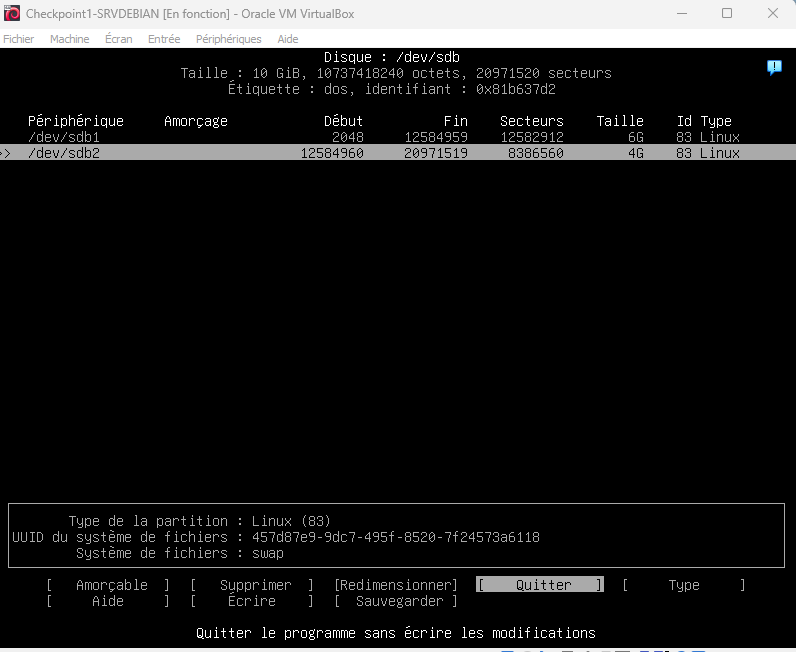 Checkpoint1-SRVDEBIAN [En fonction] - Oracle VM VirtualBox
Fichier Machine Écran Entrée Périphériques Aide
Disque : /dev/sdb
Taille : 10 GiB, 10737418240 octets, 20971520 secteurs
Étiquette : dos, identifiant : 0x81b637d2
Périphérique Amorçage Début Fin Secteurs Taille Id Type
/dev/sdb1 2048 12584959 12582912 6G 83 Linux
>> /dev/sdb2 12584960 20971519 8386560 4G 83 Linux
Type de la partition : Linux (83)
UUID du système de fichiers : 457d87e9-9dc7-495f-8520-7f24573a6118
Système de fichiers : swap
[ Amorçable ] [ Supprimer ] [Redimensionner] [ Quitter ] [ Type ]
[ Aide ] [ Écrire ] [ Sauvegarder ]
Quitter le programme sans écrire les modifications